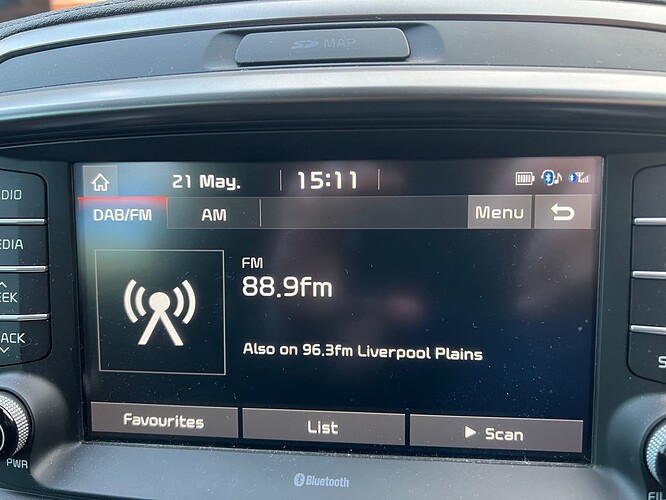 SD MAP
21 May. 15:11
DAB/FM AM Menu
FM
88.9fm
Also on 96.3fm Liverpool Plains
Favourites List Scan
PWR
Bluetooth